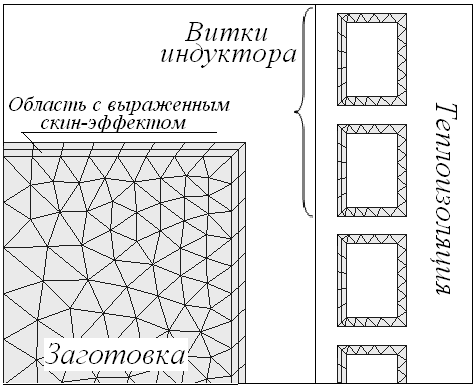 Витки
индуктора
Область с выраженным
скин-эффектом
Теплоизоляция
Заготовка